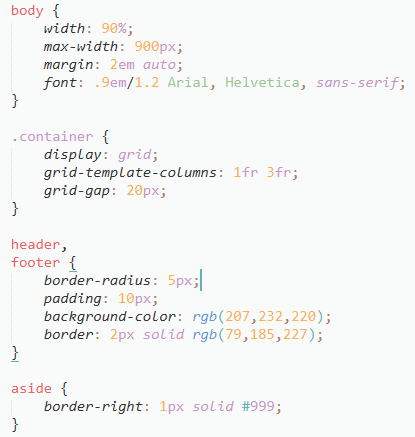 body {
    width: 90%;
    max-width: 900px;
    margin: 2em auto;
    font: .9em/1.2 Arial, Helvetica, sans-serif;
}

.container {
    display: grid;
    grid-template-columns: 1fr 3fr;
    grid-gap: 20px;
}

header,
footer {
    border-radius: 5px;
    padding: 10px;
    background-color: rgb(207,232,220);
    border: 2px solid rgb(79,185,227);
}

aside {
    border-right: 1px solid #999;
}